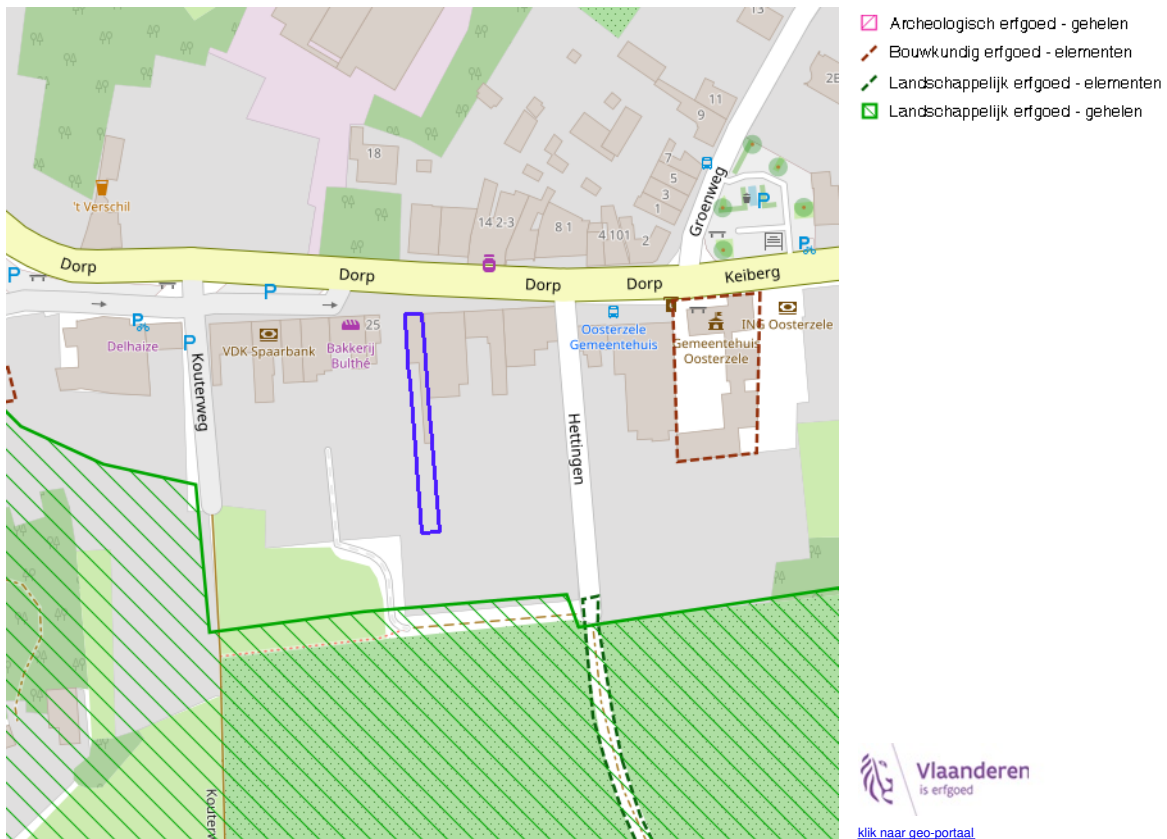 Archeologisch erfgoed - gehelen
Bouwkundig erfgoed - elementen
Landschappelijk erfgoed - elementen
Landschappelijk erfgoed - gehelen
13
2E
11
9
18
7
5
3
1
Groenweg
P
't Verschil
14 2-3
8 1
4 101
2
P
Dorp
Dorp
Dorp
Dorp
Keiberg
P
P
P
Delhaize
P
VDK Spaarbank
25
Bakkerij
Bulthé
Oosterzele
Gemeentehuis
Gemeentehuis
Oosterzele
ING Oosterzele
Kouterweg
Hettingen
Kouterw
Vlaanderen
is erfgoed
klik naar geo-portaal